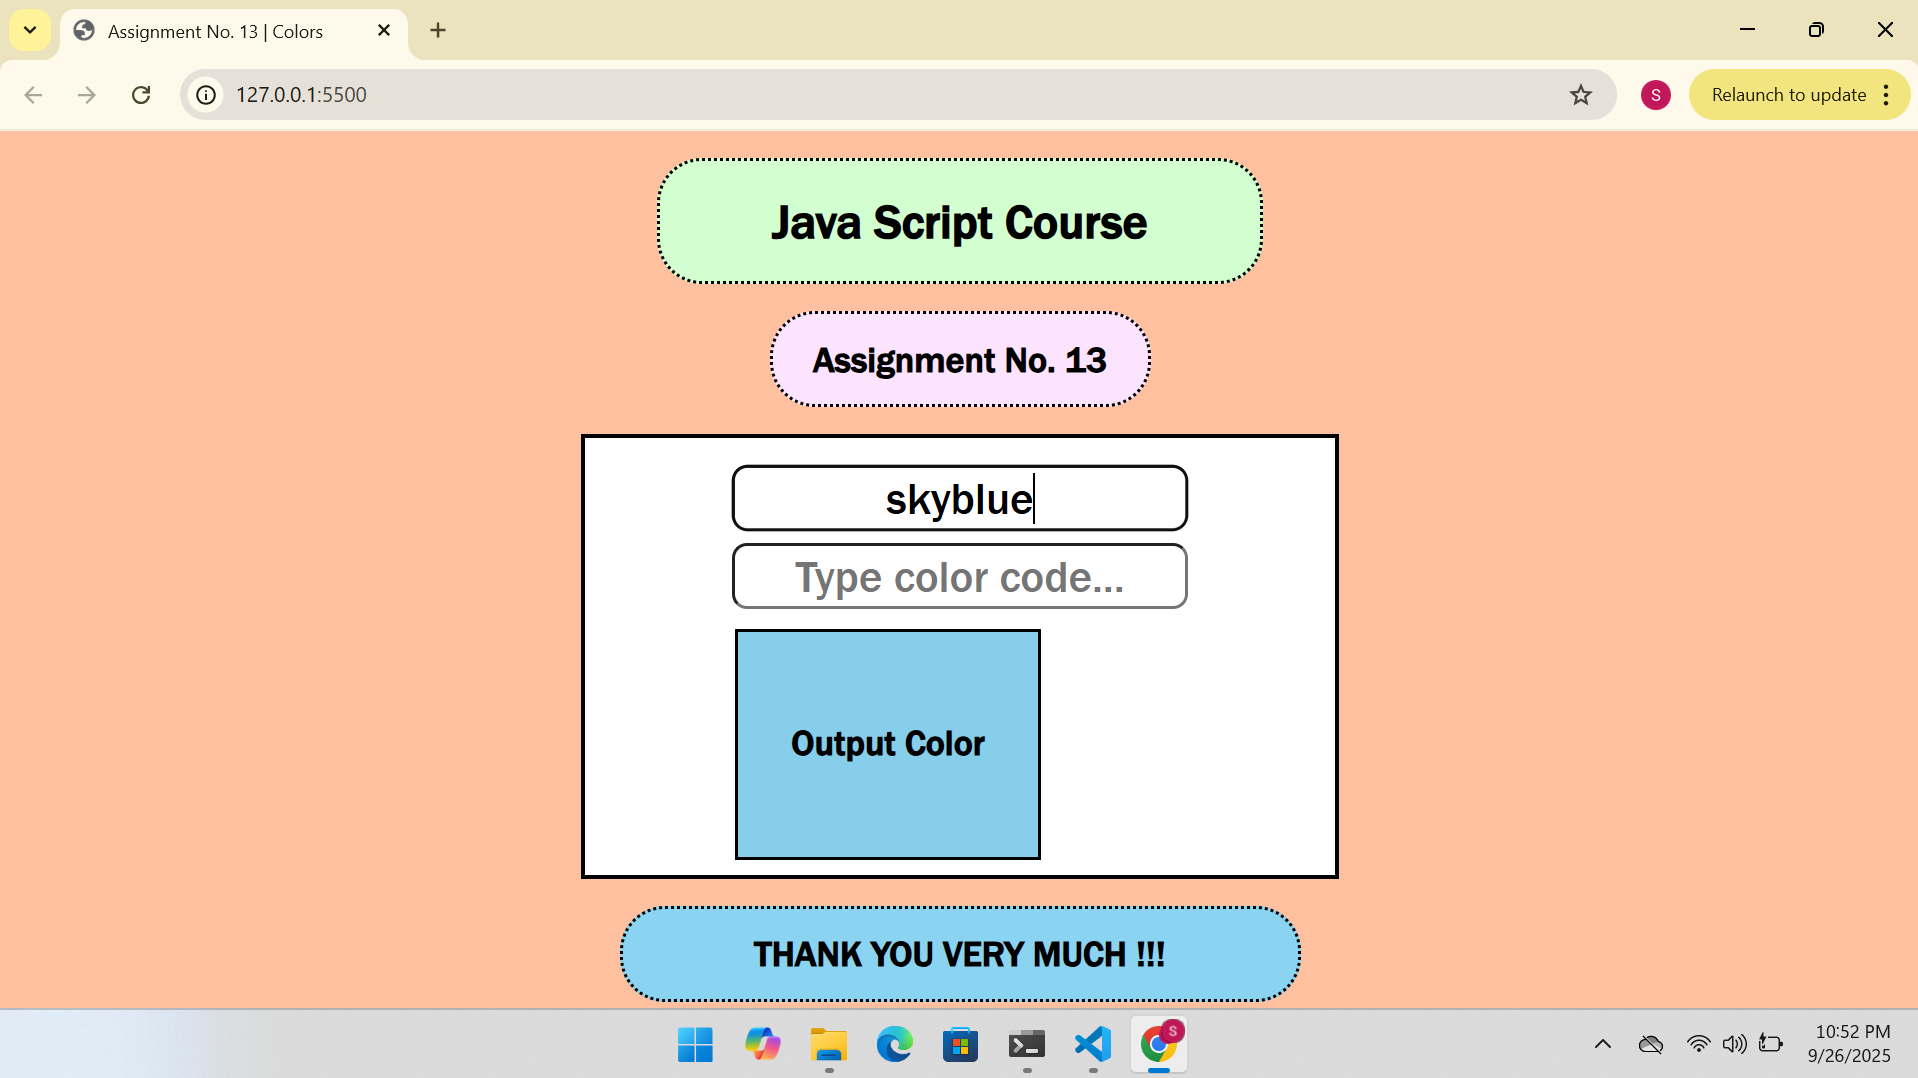 Assignment No. 13 | Colors
127.0.0.1:5500
S
Relaunch to update
Java Script Course
Assignment No. 13
skyblue
Type color code...
Output Color
THANK YOU VERY MUCH !!!
S
10:52 PM
9/26/2025